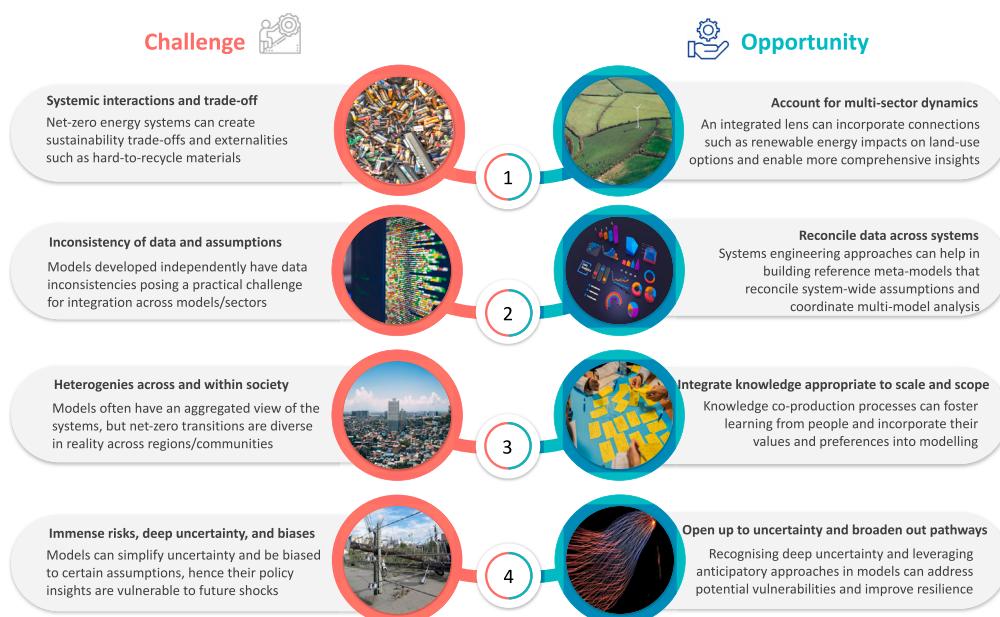 Challenge
Opportunity
Systemic interactions and trade-off
Net-zero energy systems can create
sustainability trade-offs and externalities
such as hard-to-recycle materials
1
Account for multi-sector dynamics
An integrated lens can incorporate connections
such as renewable energy impacts on land-use
options and enable more comprehensive insights
Inconsistency of data and assumptions
Models developed independently have data
inconsistencies posing a practical challenge
for integration across models/sectors
2
Reconcile data across systems
Systems engineering approaches can help in
building reference meta-models that
reconcile system-wide assumptions and
coordinate multi-model analysis
Heterogenies across and within society
Models often have an aggregated view of the
systems, but net-zero transitions are diverse
in reality across regions/communities
3
Integrate knowledge appropriate to scale and scope
Knowledge co-production processes can foster
learning from people and incorporate their
values and preferences into modelling
Immense risks, deep uncertainty, and biases
Models can simplify uncertainty and be biased
to certain assumptions, hence their policy
insights are vulnerable to future shocks
4
Open up to uncertainty and broaden out pathways
Recognising deep uncertainty and leveraging
anticipatory approaches in models can address
potential vulnerabilities and improve resilience